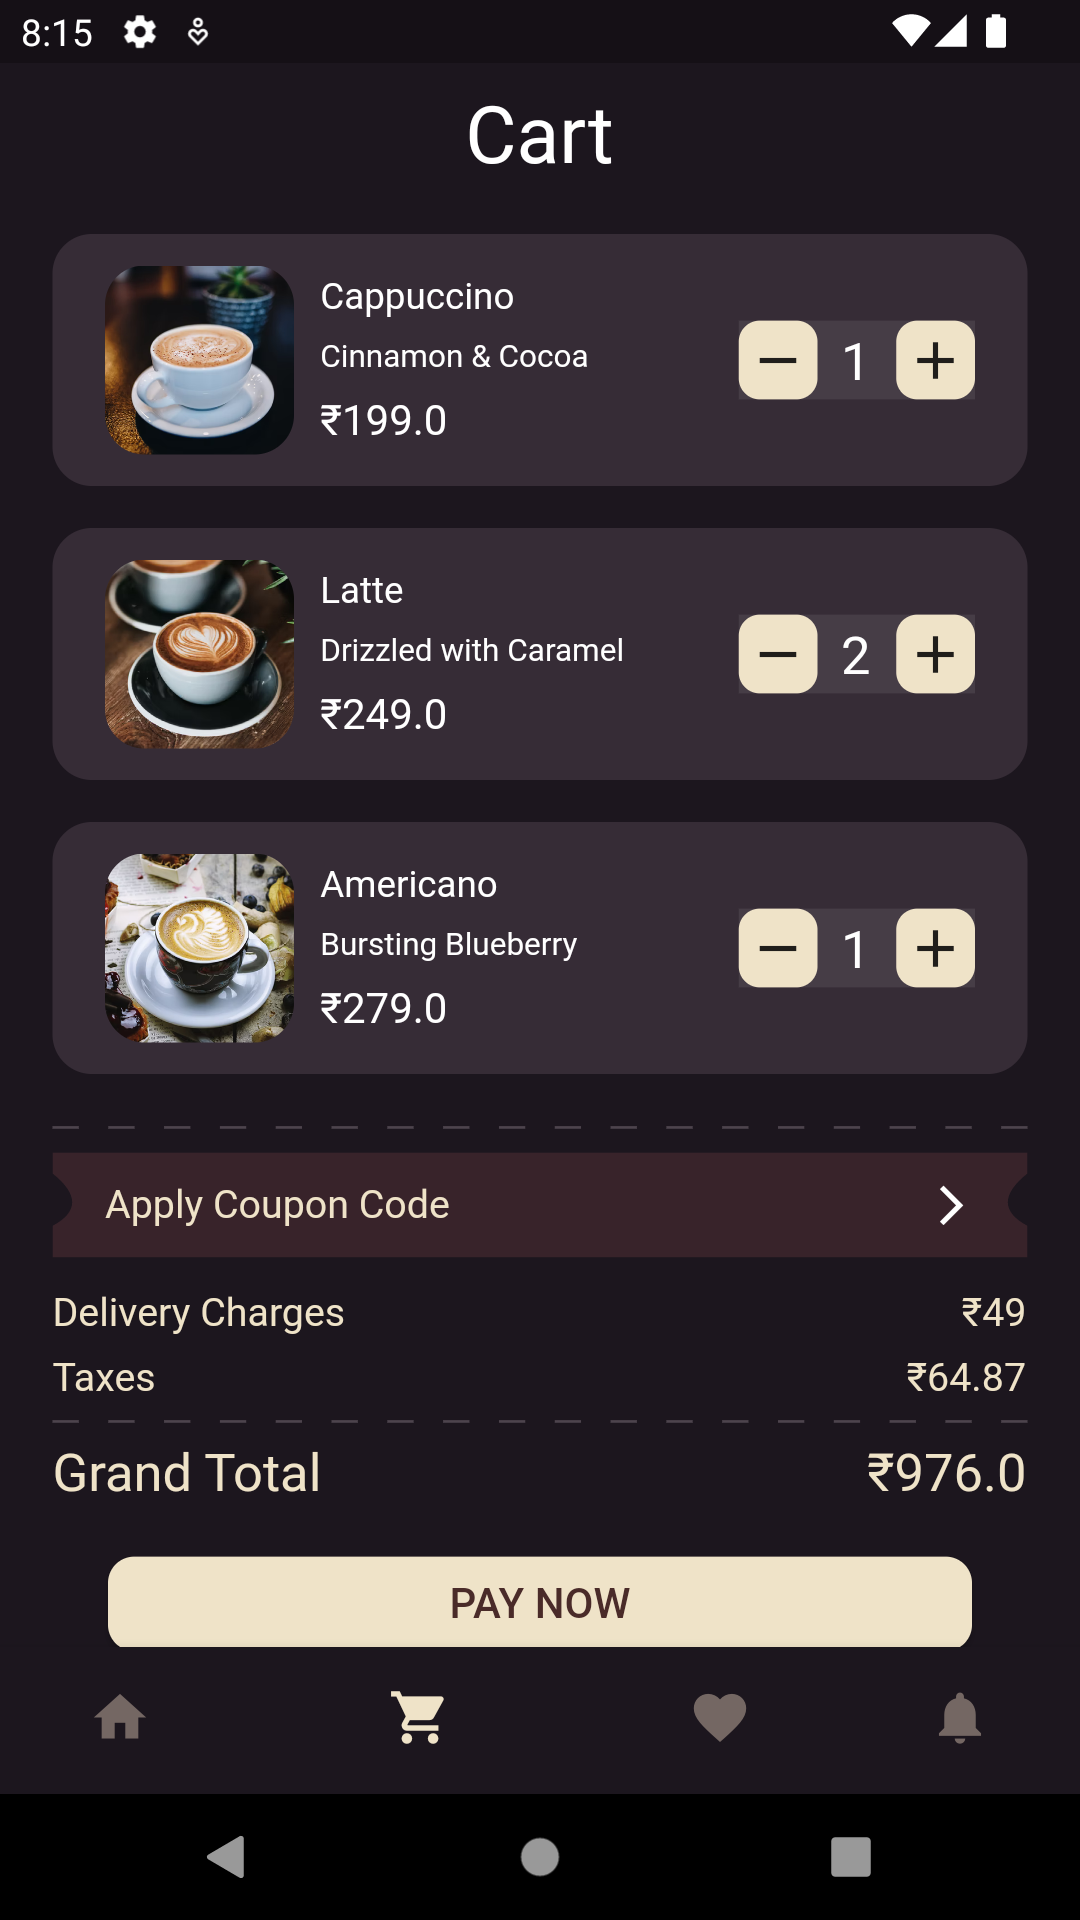 8:15
Cart
Cappuccino
Cinnamon & Cocoa
₹199.0
1
Latte
Drizzled with Caramel
₹249.0
2
Americano
Bursting Blueberry
₹279.0
1
Apply Coupon Code
Delivery Charges ₹49
Taxes ₹64.87
Grand Total ₹976.0
PAY NOW